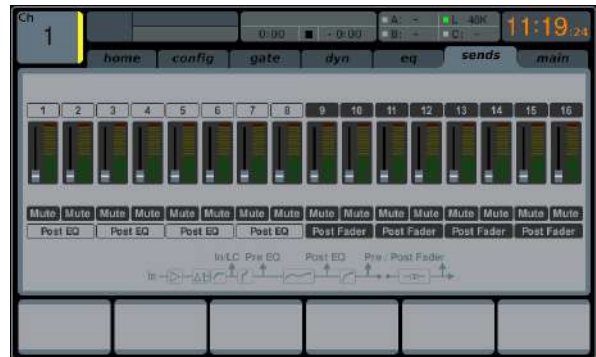 Ch
1
0:00 - 0:00
A: - L 48K
B: - C: -
11:19:24
home config gate dyn eq sends main
1 2 3 4 5 6 7 8 9 10 11 12 13 14 15 16
Mute Mute Mute Mute Mute Mute Mute Mute Mute Mute Mute Mute Mute Mute Mute Mute
Post EQ Post EQ Post EQ Post EQ Post Fader Post Fader Post Fader Post Fader
In/LC Pre EQ Post EQ Pre / Post Fader
In